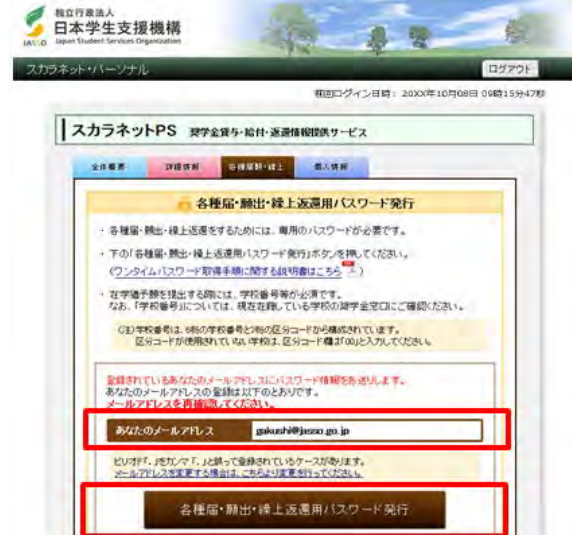 独立行政法人
日本学生支援機構
JASSO Japan Student Services Organization
スカラネット・パーソナル
ログアウト
前回ログイン日時: 20XX年10月08日 09時15分47秒
スカラネットPS 奨学金貸与・給付・返還情報提供サービス
全体概要 詳細情報 各種届願・繰上 個人情報
各種届・願出・繰上返還用パスワード発行
・ 各種届・願出・繰上返還をするためには、専用のパスワードが必要です。
・ 下の「各種届・願出・繰上返還用パスワード発行」ボタンを押してください。
(ワンタイムパスワード取得手順に関する説明書はこちら)
・ 在学猶予願を提出する際には、学校番号等が必須です。
なお、「学校番号」については、現在在籍している学校の奨学金窓口にご確認ください。
(注)学校番号は、6桁の学校番号と2桁の区分コードから構成されています。
区分コードが使用されていない学校は、区分コード欄は「00」と入力してください。
登録されているあなたのメールアドレスにパスワード情報をお送りします。
あなたのメールアドレスの登録は以下のとおりです。
メールアドレスを再確認してください。
あなたのメールアドレス gakushi@jasso.go.jp
ピリオド「.」をカンマ「,」と誤って登録されているケースがあります。
メールアドレスを変更する場合は、こちらより変更を行ってください。
各種届・願出・繰上返還用パスワード発行